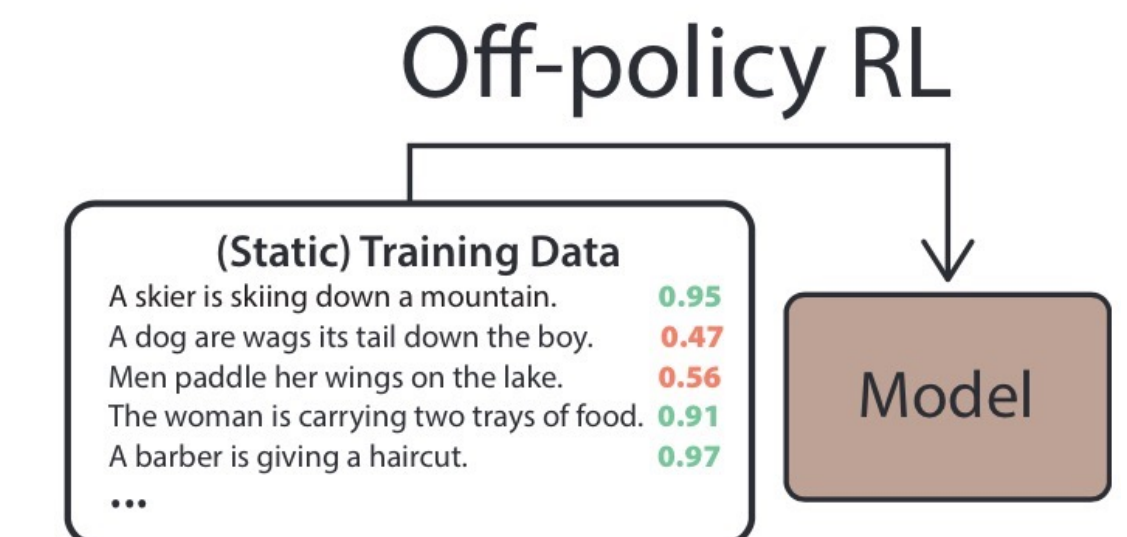 Off-policy RL
(Static) Training Data
A skier is skiing down a mountain. 0.95
A dog are wags its tail down the boy. 0.47
Men paddle her wings on the lake. 0.56
The woman is carrying two trays of food. 0.91
A barber is giving a haircut. 0.97
...
Model